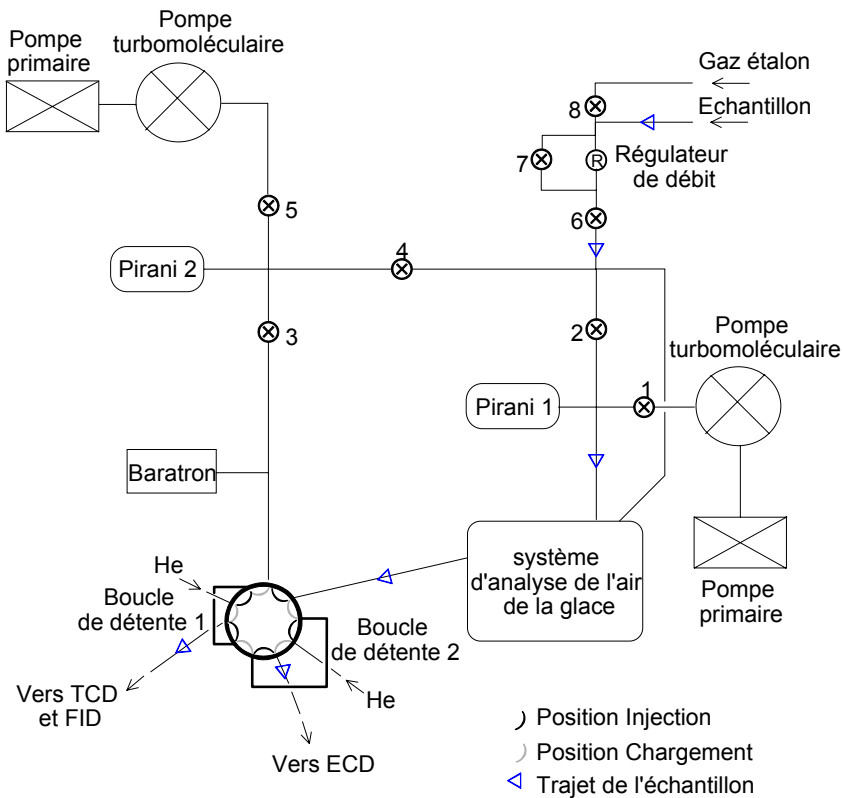 Pompe
turbomoléculaire
Pompe
primaire
Gaz étalon
8
Echantillon
7
R
Régulateur
de débit
5
6
4
Pirani 2
3
2
Pompe
turbomoléculaire
1
Pirani 1
Baratron
système
d'analyse de l'air
de la glace
Pompe
primaire
He
Boucle
de détente 1
Boucle
de détente 2
He
Vers TCD
et FID
Vers ECD
Position Injection
Position Chargement
Trajet de l'échantillon